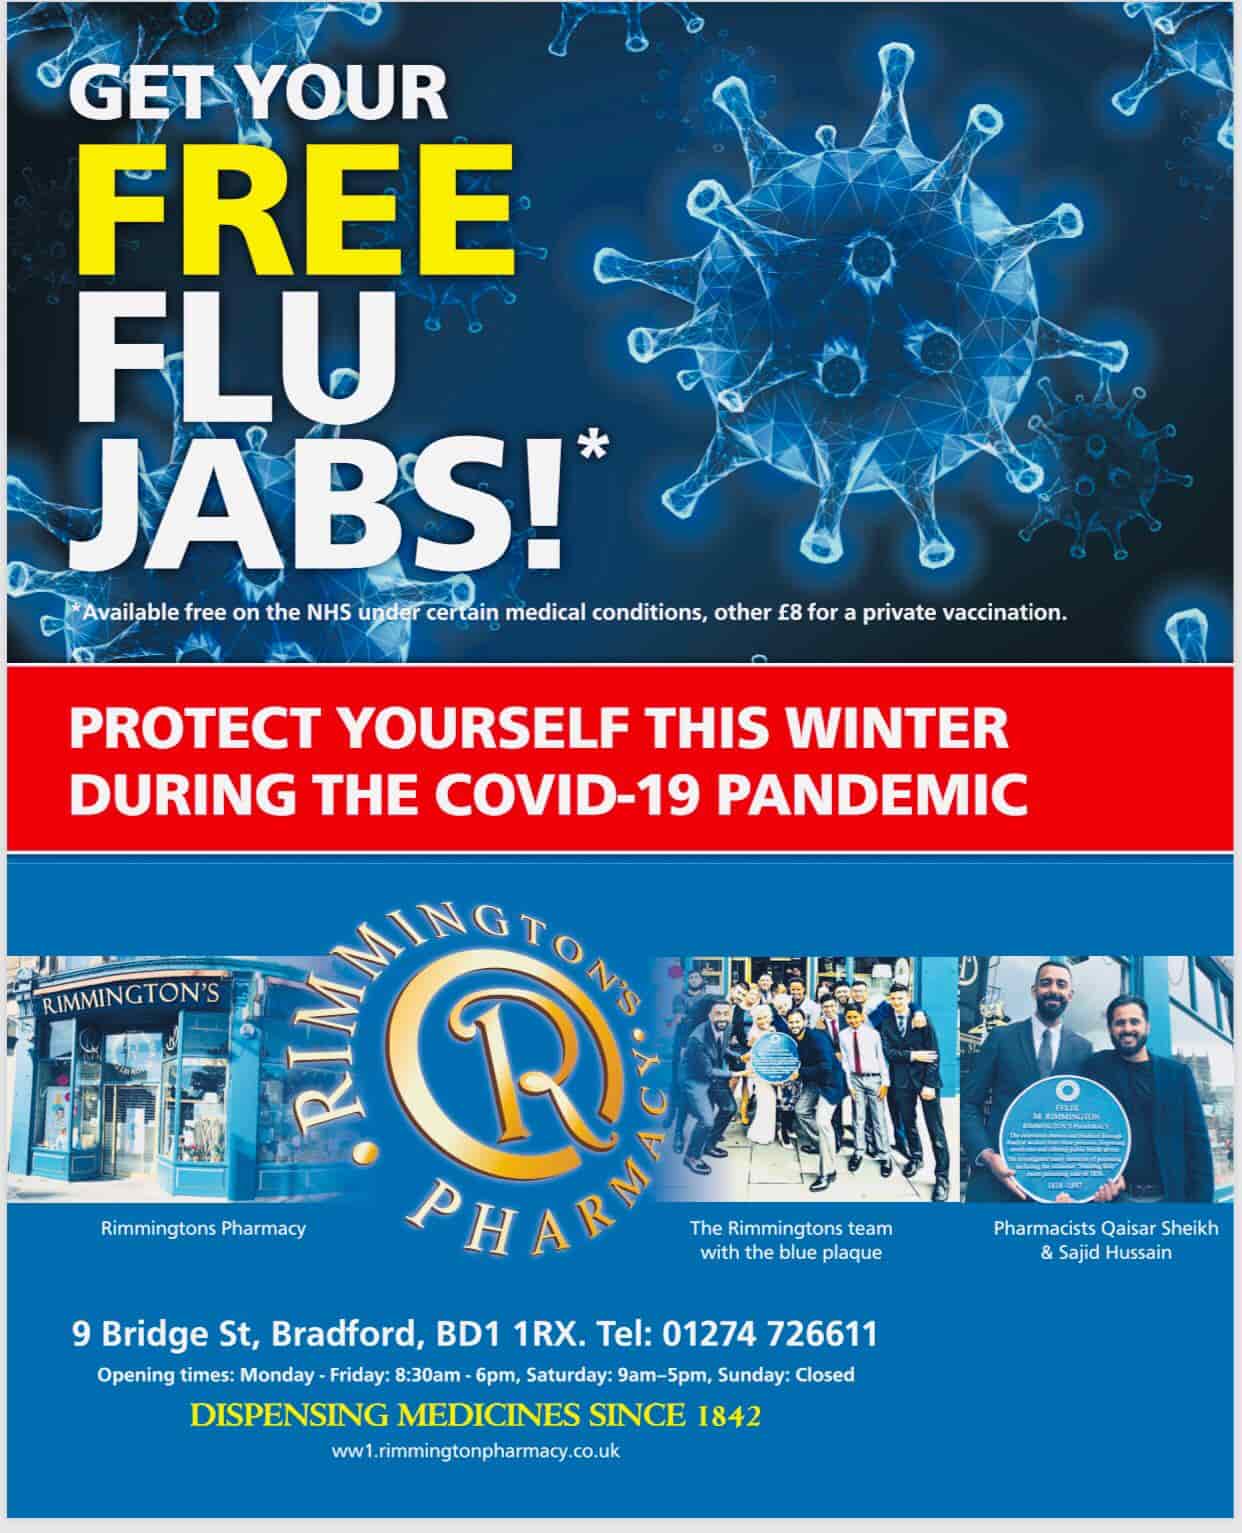 GET YOUR
FREE
FLU
JABS!*
*Available free on the NHS under certain medical conditions, other £8 for a private vaccination.
PROTECT YOURSELF THIS WINTER
DURING THE COVID-19 PANDEMIC
RIMMINGTON'S
RIMMINGTON'S PHARMACY
R
RIMMINGTON
RIMMINGTON'S PHARMACY
Rimmingtons Pharmacy
The Rimmingtons team
with the blue plaque
Pharmacists Qaisar Sheikh
& Sajid Hussain
9 Bridge St, Bradford, BD1 1RX. Tel: 01274 726611
Opening times: Monday - Friday: 8:30am - 6pm, Saturday: 9am–5pm, Sunday: Closed
DISPENSING MEDICINES SINCE 1842
ww1.rimmingtonpharmacy.co.uk